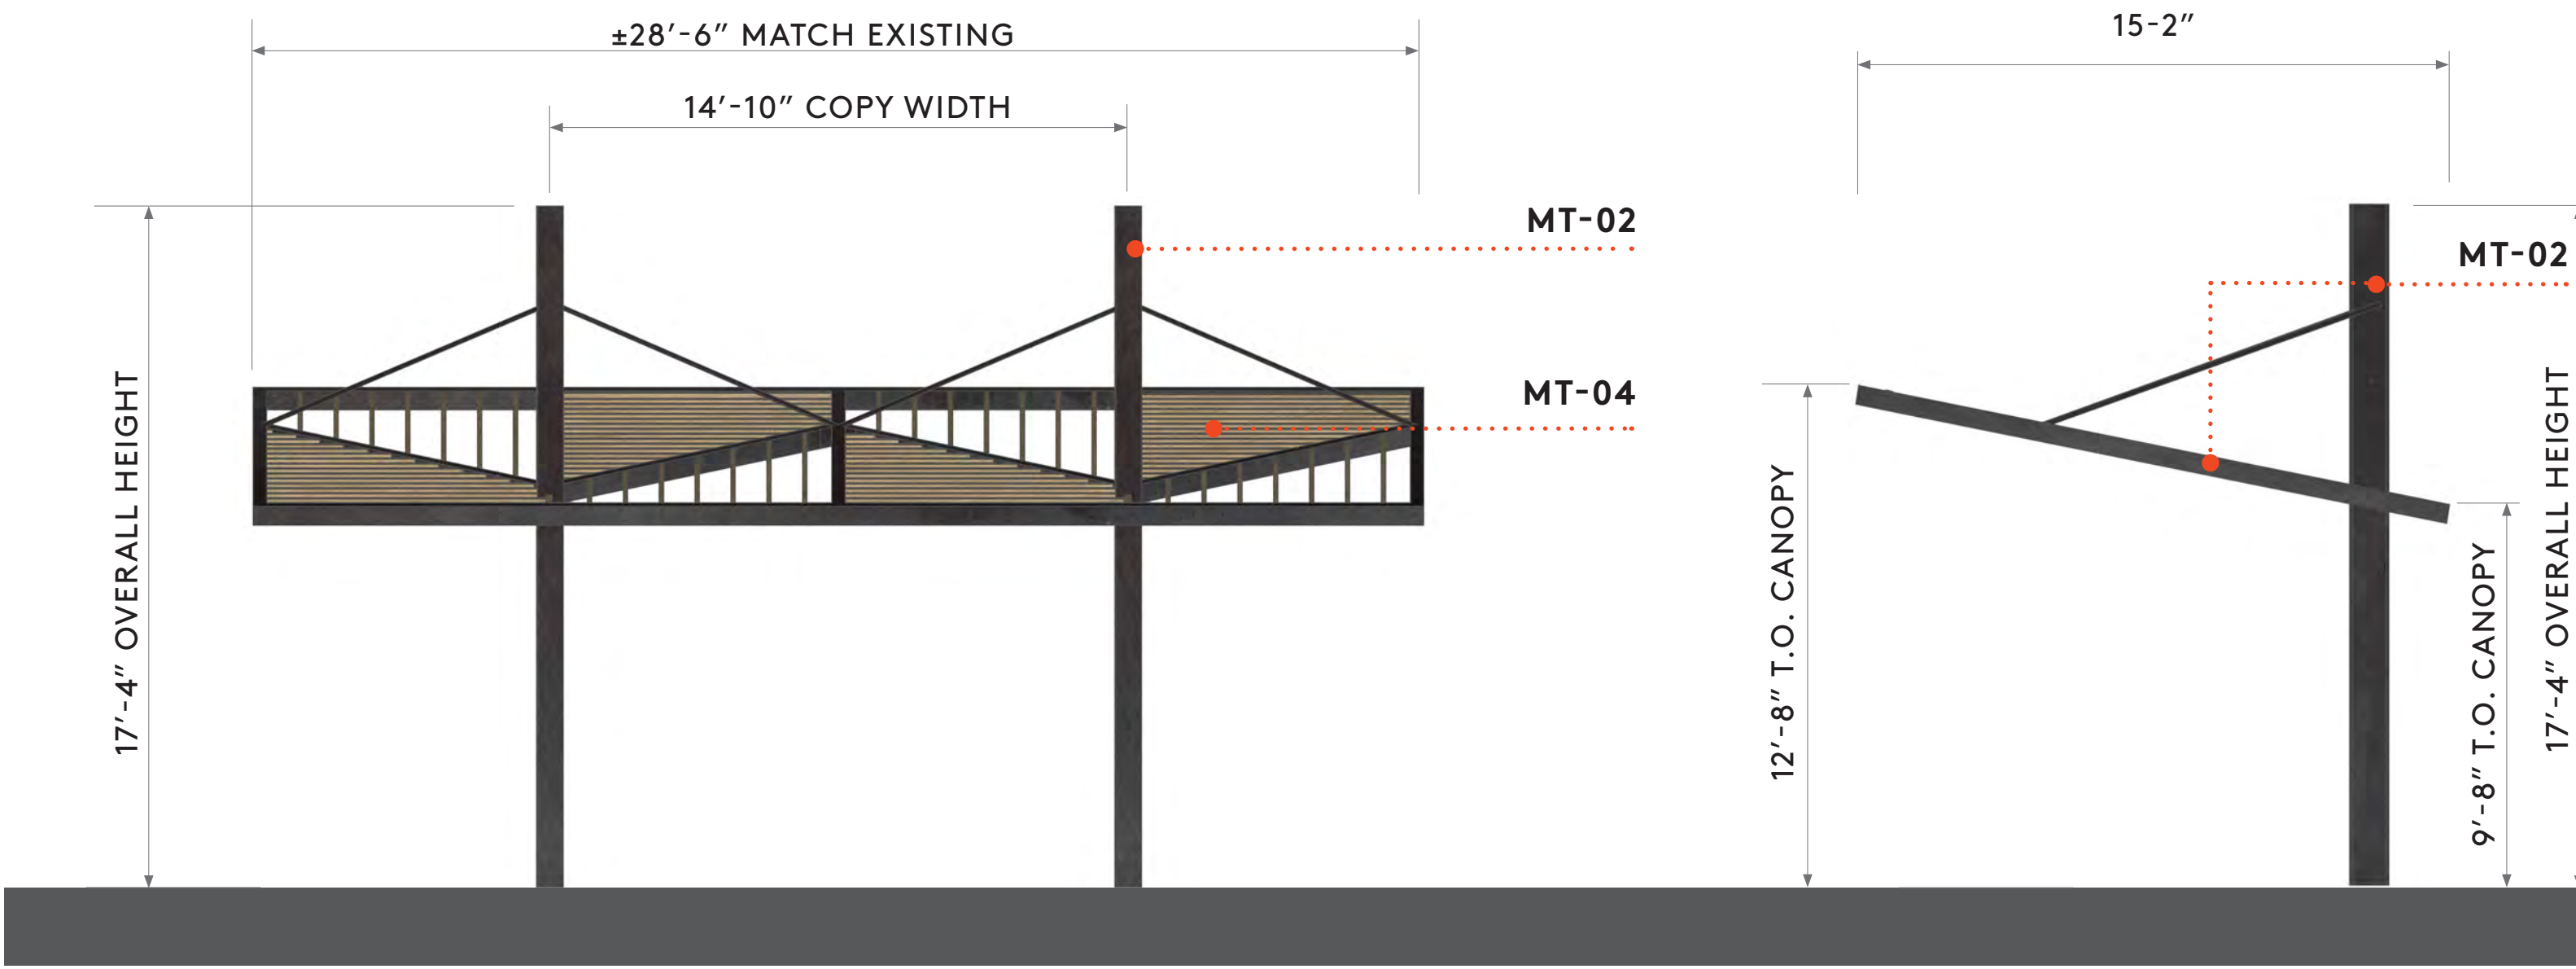 ±28′-6″ MATCH EXISTING
14′-10″ COPY WIDTH
17′-4″ OVERALL HEIGHT
MT-02
MT-04
15-2″
12′-8″ T.O. CANOPY
MT-02
9′-8″ T.O. CANOPY
17′-4″ OVERALL HEIGHT